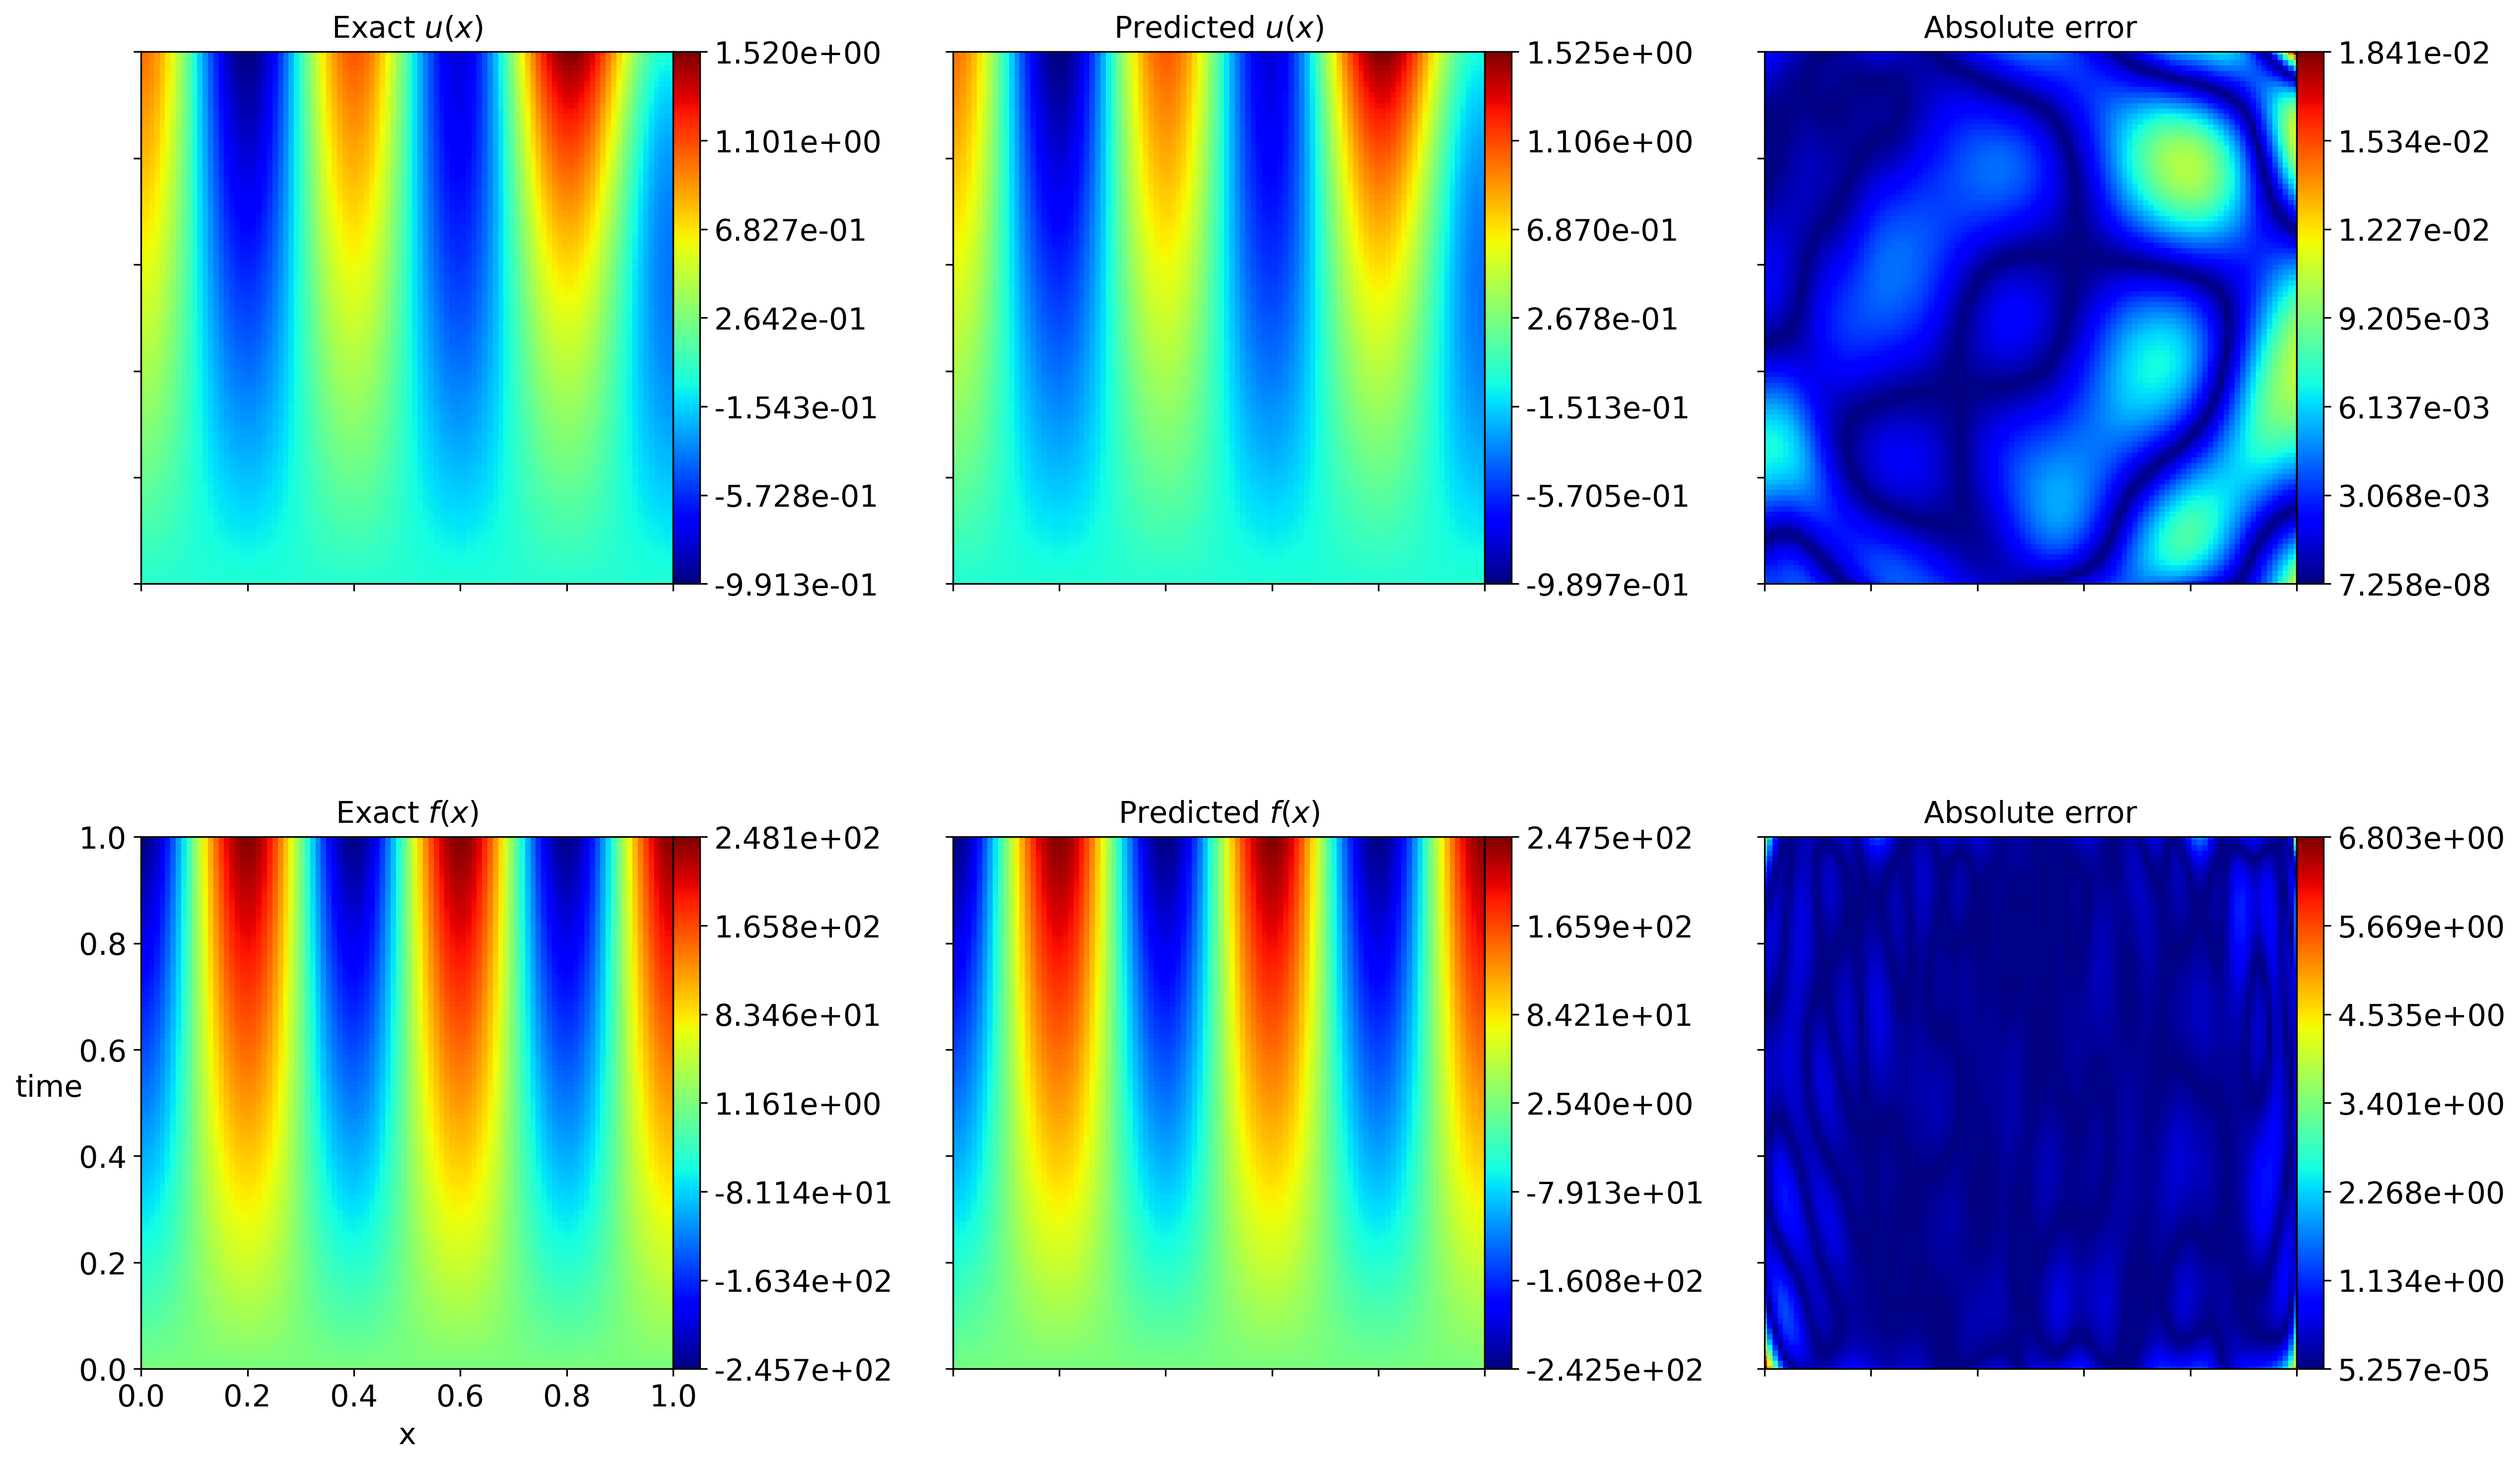 Exact u(x)
1.520e+00
1.101e+00
6.827e-01
2.642e-01
-1.543e-01
-5.728e-01
-9.913e-01
Predicted u(x)
1.525e+00
1.106e+00
6.870e-01
2.678e-01
-1.513e-01
-5.705e-01
-9.897e-01
Absolute error
1.841e-02
1.534e-02
1.227e-02
9.205e-03
6.137e-03
3.068e-03
7.258e-08
Exact f(x)
time
1.0
0.8
0.6
0.4
0.2
0.0
0.0 0.2 0.4 0.6 0.8 1.0
x
2.481e+02
1.658e+02
8.346e+01
1.161e+00
-8.114e+01
-1.634e+02
-2.457e+02
Predicted f(x)
2.475e+02
1.659e+02
8.421e+01
2.540e+00
-7.913e+01
-1.608e+02
-2.425e+02
Absolute error
6.803e+00
5.669e+00
4.535e+00
3.401e+00
2.268e+00
1.134e+00
5.257e-05